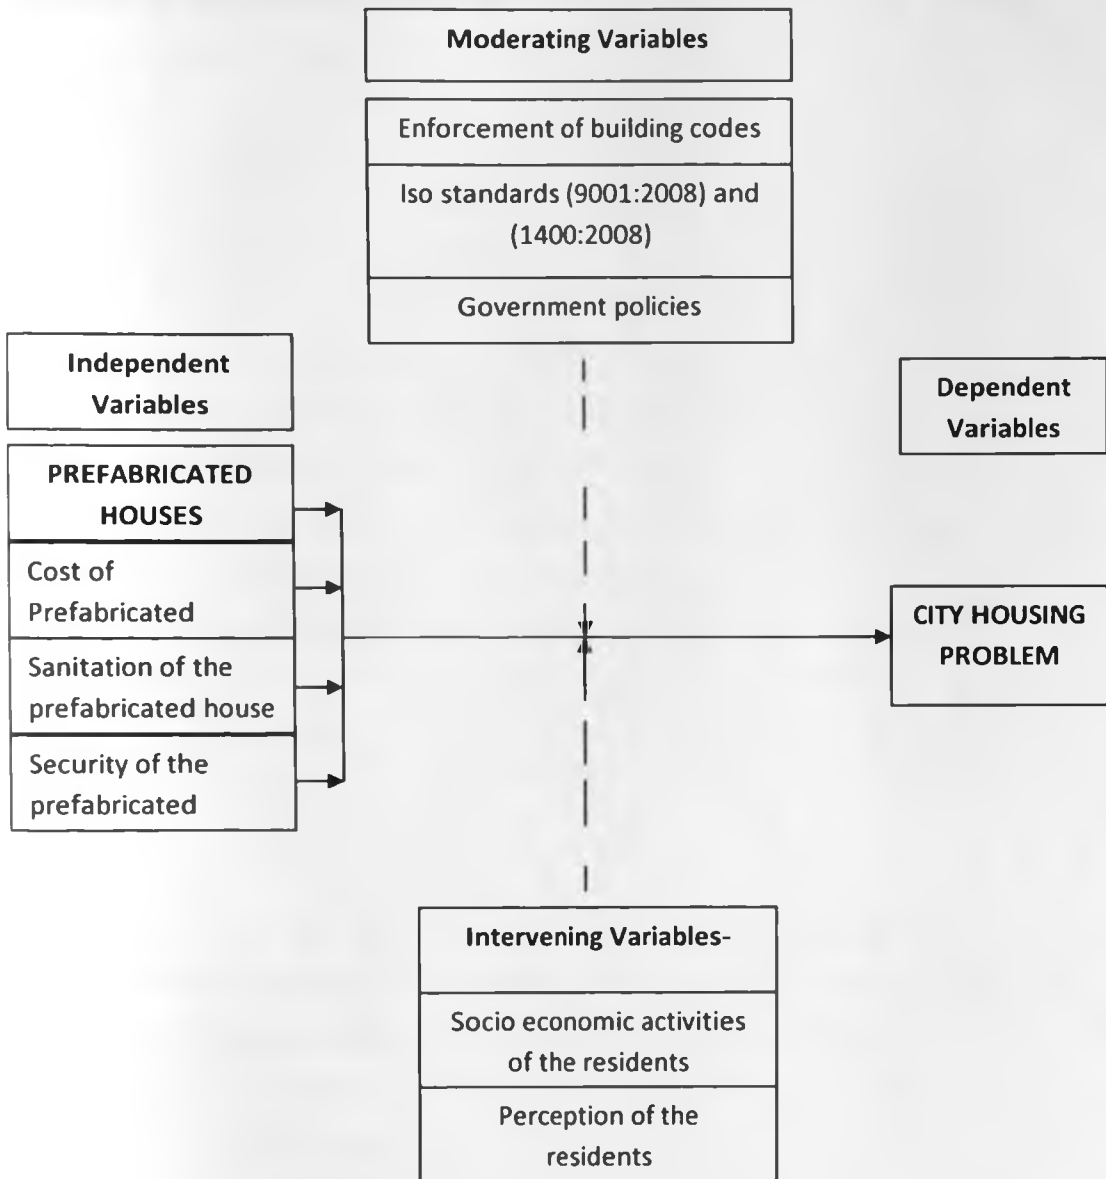 Moderating Variables
Enforcement of building codes
Iso standards (9001:2008) and
(1400:2008)
Government policies
Independent
Variables
PREFABRICATED
HOUSES
Cost of
Prefabricated
Sanitation of the
prefabricated house
Security of the
prefabricated
Dependent
Variables
CITY HOUSING
PROBLEM
Intervening Variables-
Socio economic activities
of the residents
Perception of the
residents